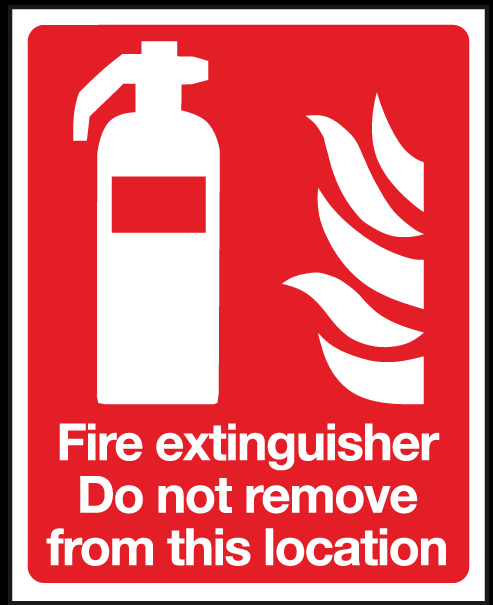 Fire extinguisher
Do not remove
from this location